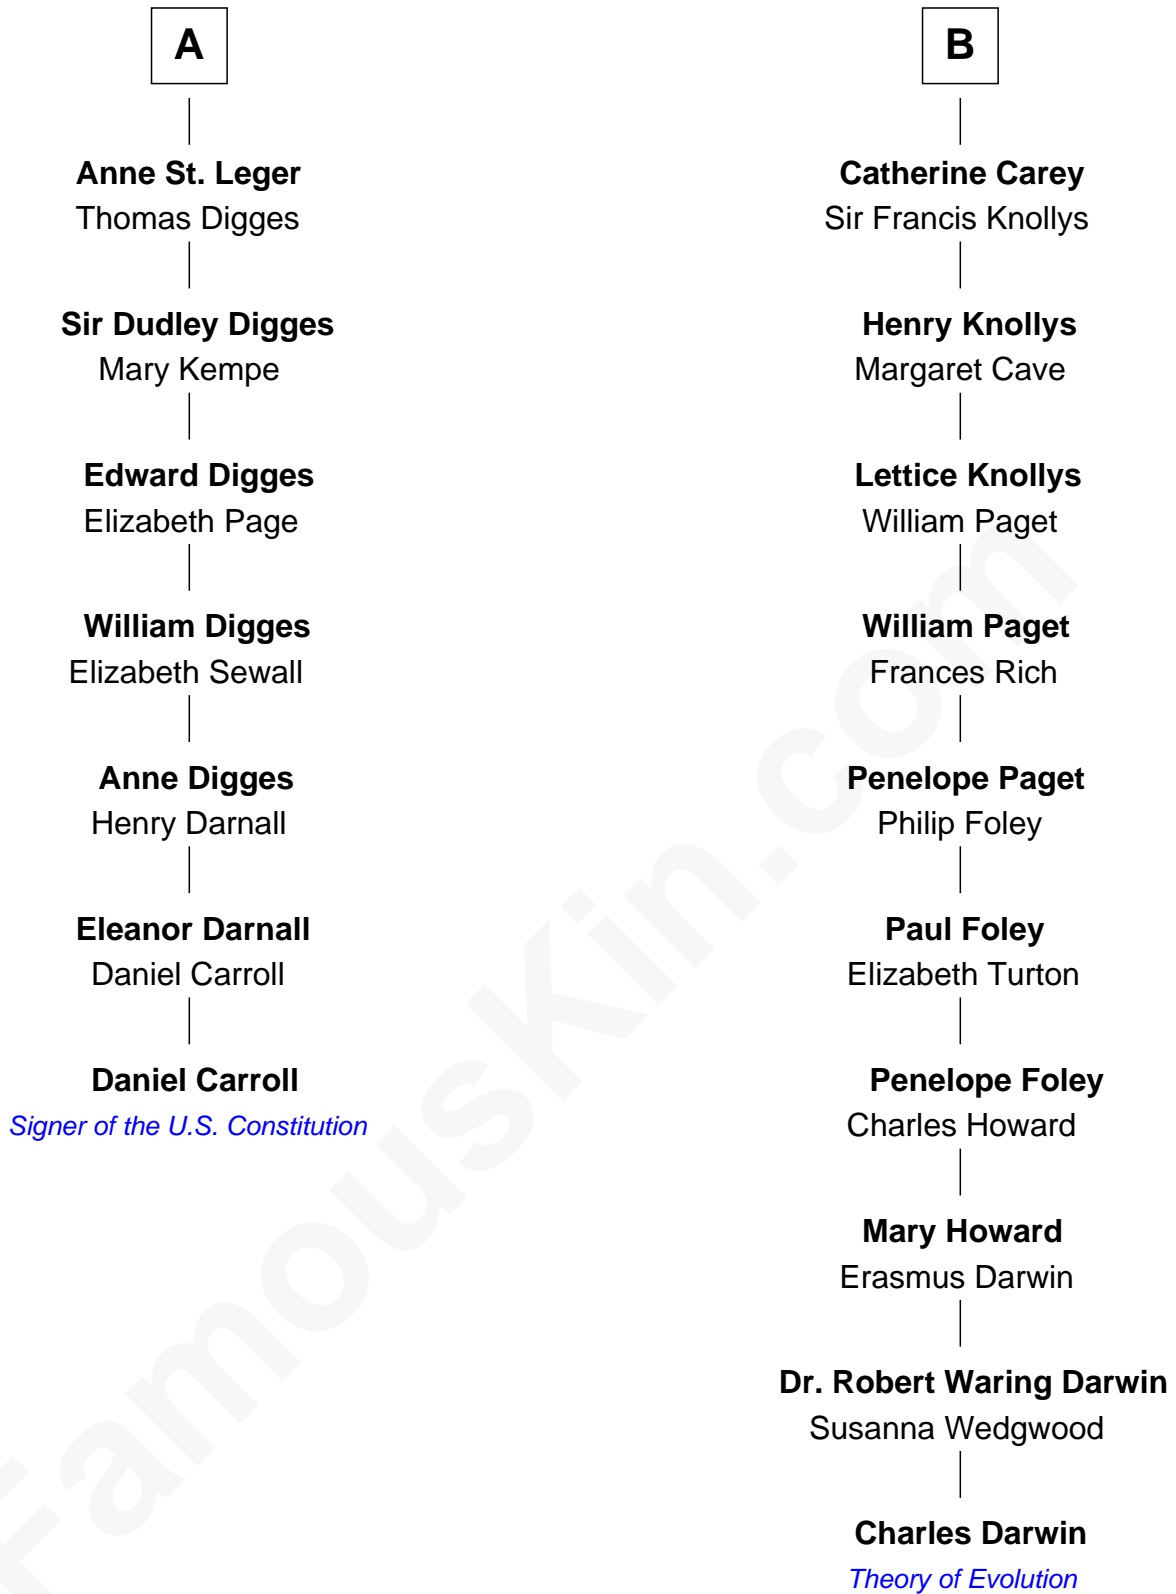 A
Anne St. Leger
Thomas Digges
Sir Dudley Digges
Mary Kempe
Edward Digges
Elizabeth Page
William Digges
Elizabeth Sewall
Anne Digges
Henry Darnall
Eleanor Darnall
Daniel Carroll
Daniel Carroll
Signer of the U.S. Constitution
B
Catherine Carey
Sir Francis Knollys
Henry Knollys
Margaret Cave
Lettice Knollys
William Paget
William Paget
Frances Rich
Penelope Paget
Philip Foley
Paul Foley
Elizabeth Turton
Penelope Foley
Charles Howard
Mary Howard
Erasmus Darwin
Dr. Robert Waring Darwin
Susanna Wedgwood
Charles Darwin
Theory of Evolution
FamousKin.com